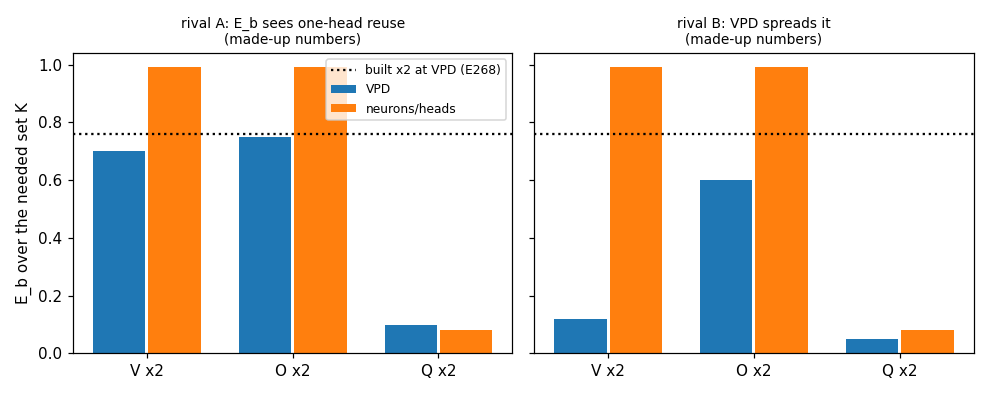 rival A: E_b sees one-head reuse
(made-up numbers)
rival B: VPD spreads it
(made-up numbers)
E_b over the needed set K
1.0
0.8
0.6
0.4
0.2
0.0
built x2 at VPD (E268)
VPD
neurons/heads
V x2
O x2
Q x2
V x2
O x2
Q x2